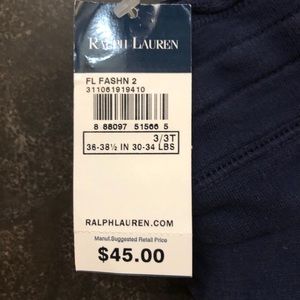 RALPH LAUREN
FL FASHN 2
311061919410
8 88097 51566 5
3/3T
36-38½ IN 30-34 LBS
RALPHLAUREN.COM
Manuf. Suggested Retail Price
$45.00